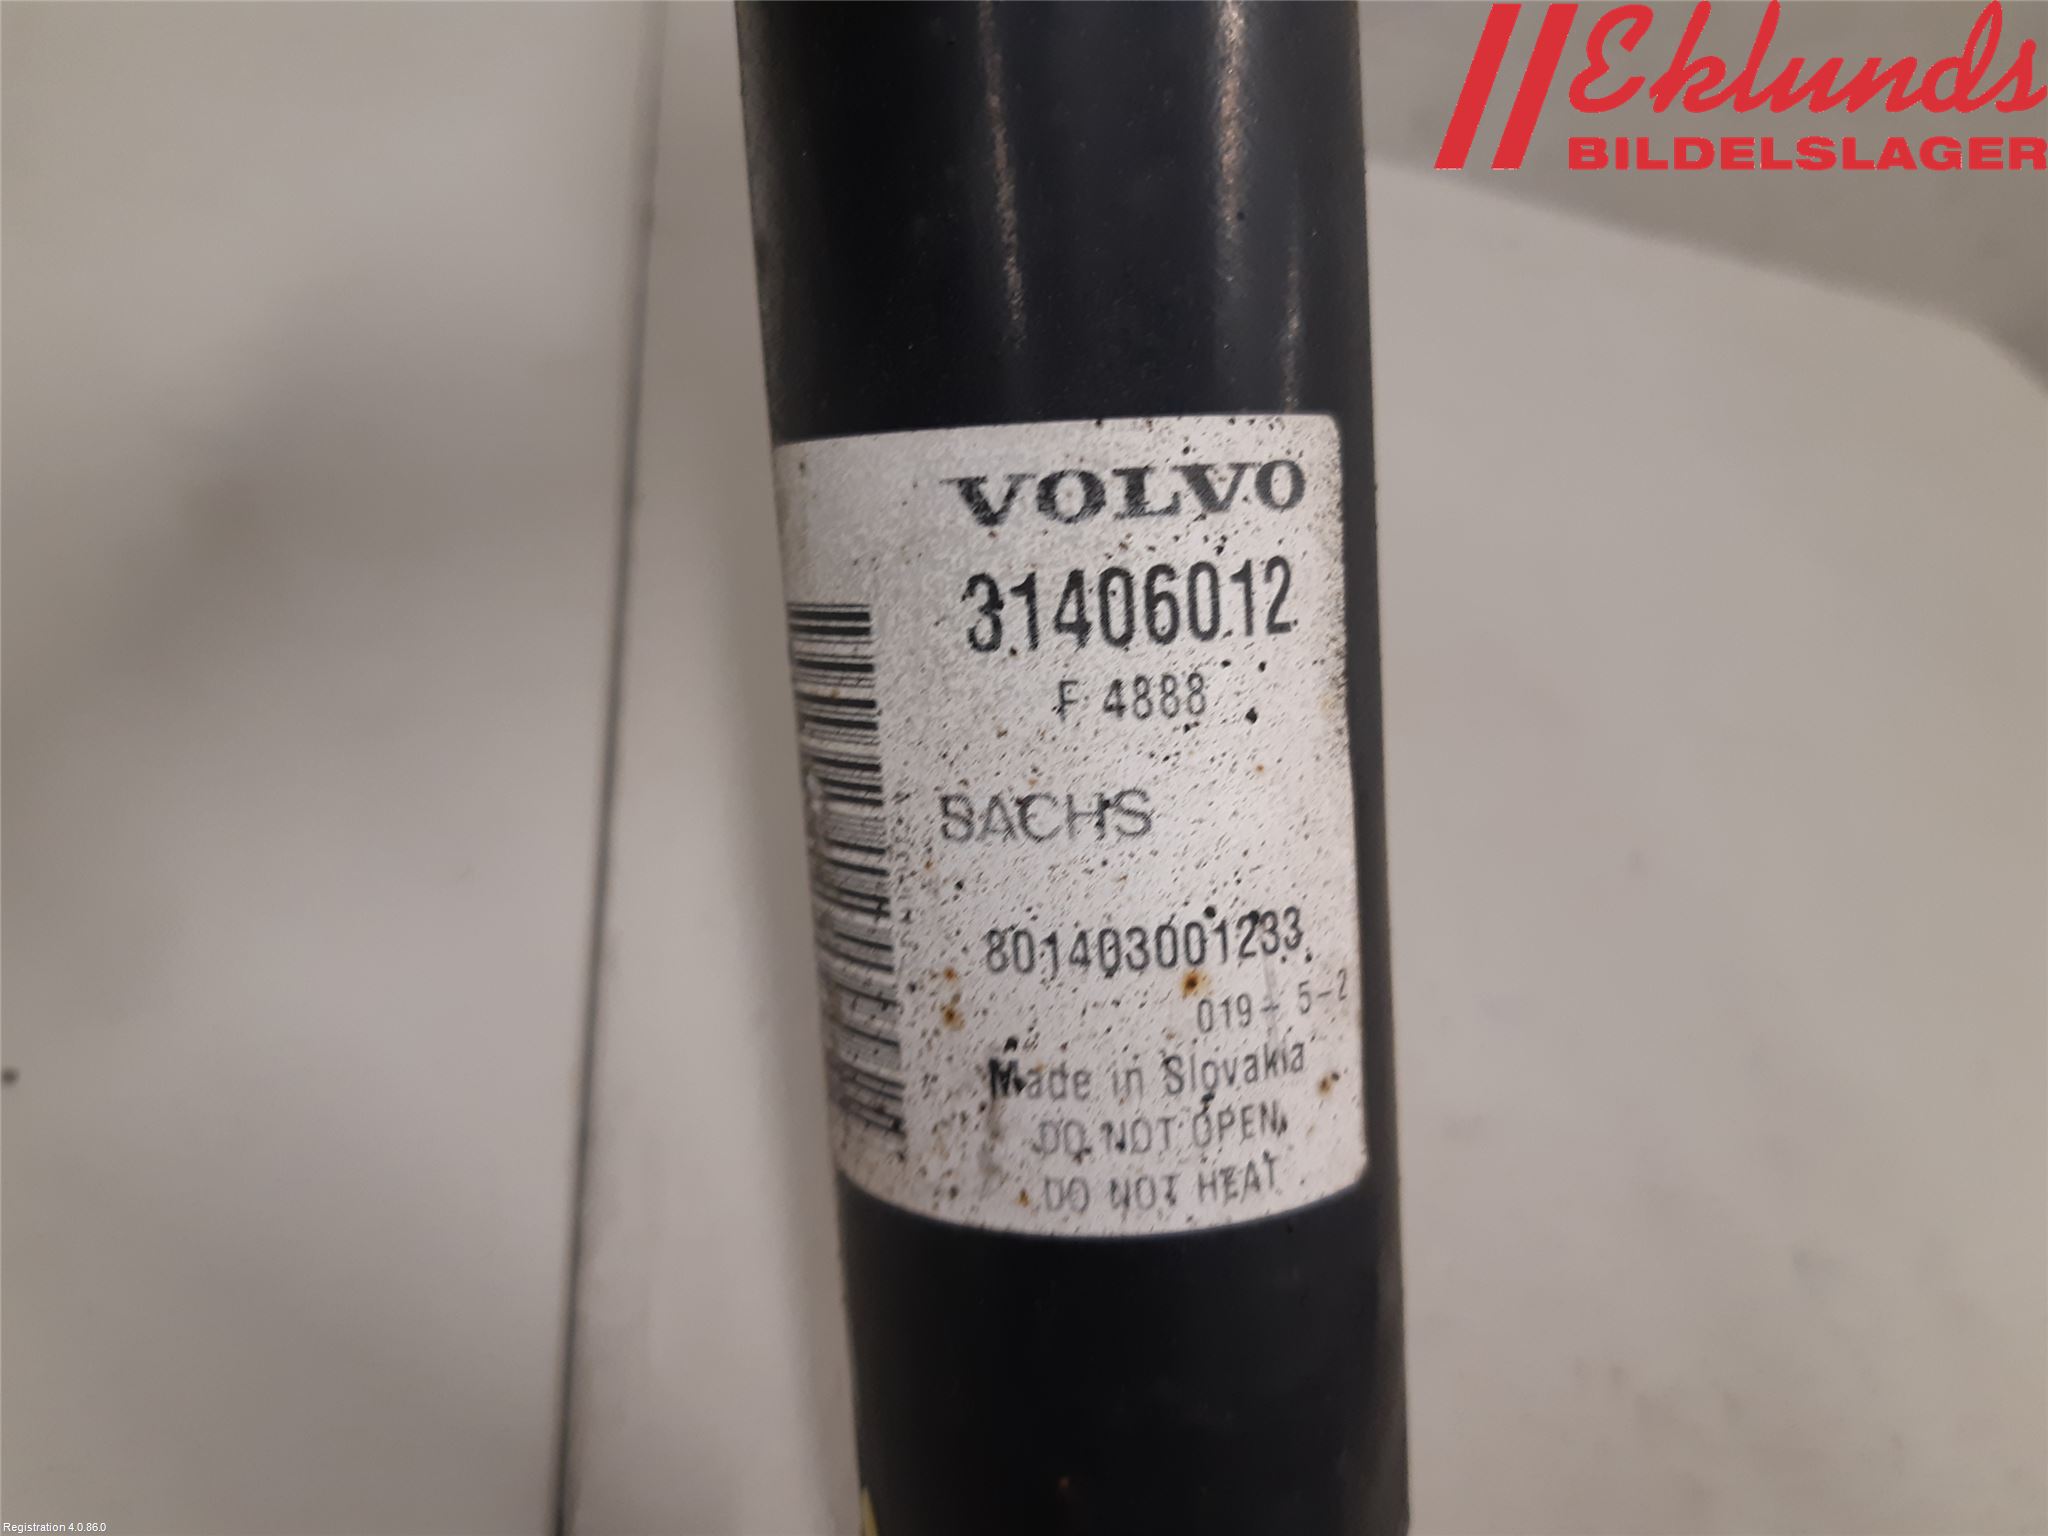 Eklunds
BILDELSLAGER
VOLVO
31406012
F 4888
SACHS
801403001233
019- 5-2
Made in Slovakia
DO NOT OPEN
DO NOT HEAT
Registration 4.0.86.0